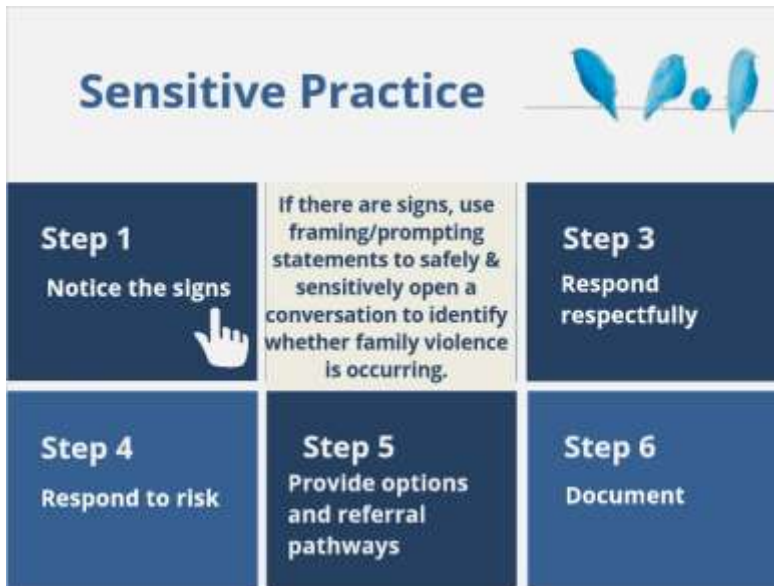 Sensitive Practice
Step 1
Notice the signs
If there are signs, use
framing/prompting
statements to safely &
sensitively open a
conversation to identify
whether family violence
is occurring.
Step 3
Respond
respectfully
Step 4
Respond to risk
Step 5
Provide options
and referral
pathways
Step 6
Document